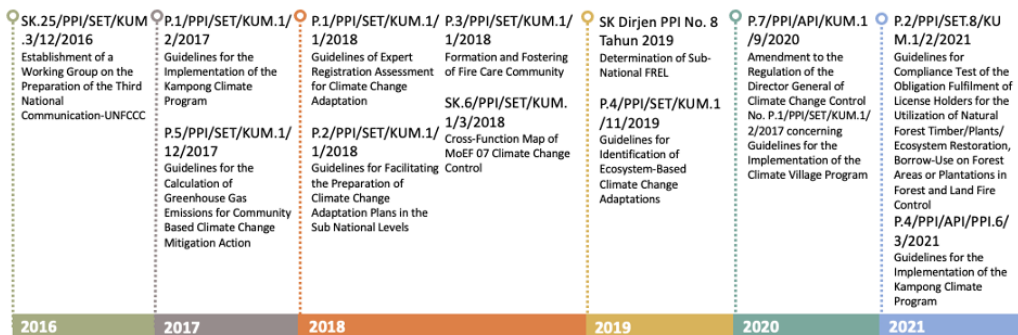 SK.25/PPI/SET/KUM
.3/12/2016
Establishment of a
Working Group on the
Preparation of the Third
National
Communication-UNFCCC
P.1/PPI/SET/KUM.1/
2/2017
Guidelines for the
Implementation of the
Kampong Climate
Program
P.5/PPI/SET/KUM.1/
12/2017
Guidelines for the
Calculation of
Greenhouse Gas
Emissions for Community
Based Climate Change
Mitigation Action
P.1/PPI/SET/KUM.1/
1/2018
Guidelines of Expert
Registration Assessment
for Climate Change
Adaptation
P.2/PPI/SET/KUM.1/
1/2018
Guidelines for Facilitating
the Preparation of
Climate Change
Adaptation Plans in the
Sub National Levels
P.3/PPI/SET/KUM.1/
1/2018
Formation and Fostering
of Fire Care Community
SK.6/PPI/SET/KUM.
1/3/2018
Cross-Function Map of
MoEF 07 Climate Change
Control
SK Dirjen PPI No. 8
Tahun 2019
Determination of Sub-
National FREL
P.4/PPI/SET/KUM.1
/11/2019
Guidelines for
Identification of
Ecosystem-Based
Climate Change
Adaptations
P.7/PPI/API/KUM.1
/9/2020
Amendment to the
Regulation of the
Director General of
Climate Change Control
No. P.1/PPI/SET/KUM.1/
2/2017 concerning
Guidelines for the
Implementation of the
Climate Village Program
P.2/PPI/SET.8/KU
M.1/2/2021
Guidelines for
Compliance Test of the
Obligation Fulfilment of
License Holders for the
Utilization of Natural
Forest Timber/Plants/
Ecosystem Restoration,
Borrow-Use on Forest
Areas or Plantations in
Forest and Land Fire
Control
P.4/PPI/API/PPI.6/
3/2021
Guidelines for the
Implementation of the
Kampong Climate
Program
2016
2017
2018
2019
2020
2021